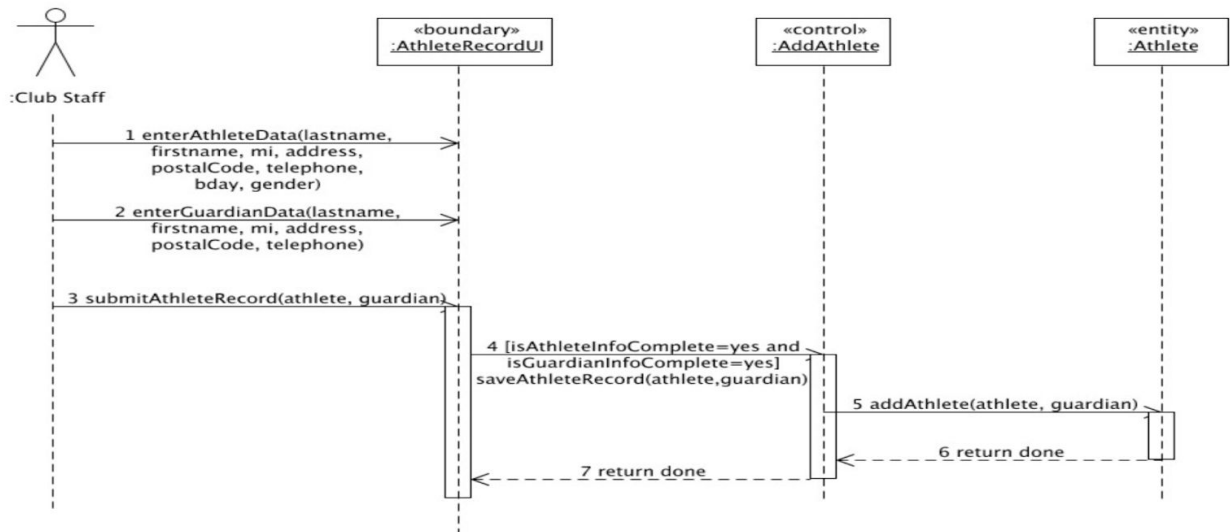 «boundary»
:AthleteRecordUI
«control»
:AddAthlete
«entity»
:Athlete
:Club Staff
1 enterAthleteData(lastname,
firstname, mi, address,
postalCode, telephone,
bday, gender)
2 enterGuardianData(lastname,
firstname, mi, address,
postalCode, telephone)
3 submitAthleteRecord(athlete, guardian)
4 [isAthleteInfoComplete=yes and
isGuardianInfoComplete=yes]
saveAthleteRecord(athlete,guardian)
5 addAthlete(athlete, guardian)
6 return done
7 return done